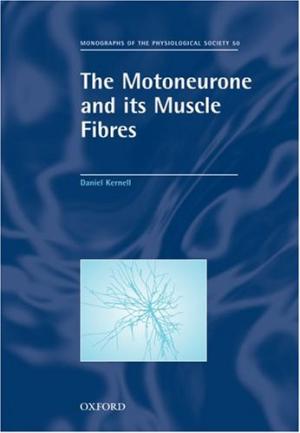 MONOGRAPHS OF THE PHYSIOLOGICAL SOCIETY 50
The Motoneurone
and its Muscle
Fibres
Daniel Kernell
OXFORD